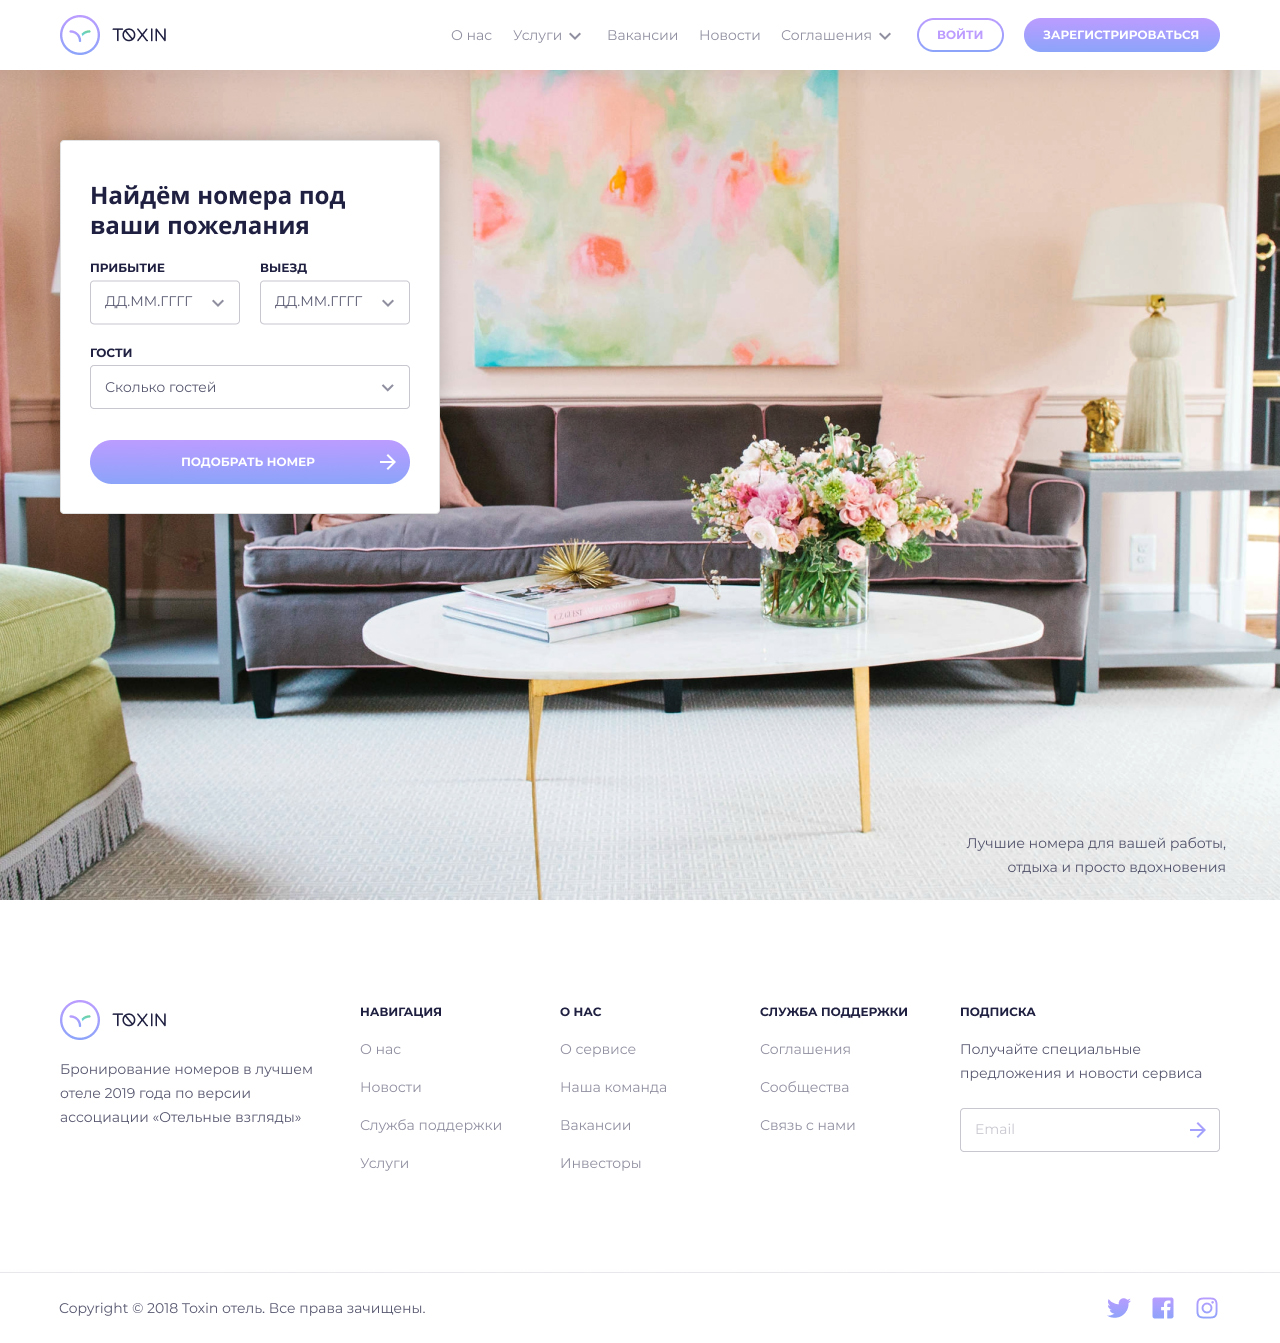 TOXIN
О нас
Услуги
Вакансии
Новости
Соглашения
ВОЙТИ
ЗАРЕГИСТРИРОВАТЬСЯ
Найдём номера под
ваши пожелания
ПРИБЫТИЕ
ВЫЕЗД
ДД.ММ.ГГГГ
ДД.ММ.ГГГГ
ГОСТИ
Сколько гостей
ПОДОБРАТЬ НОМЕР
Лучшие номера для вашей работы,
отдыха и просто вдохновения
TOXIN
Бронирование номеров в лучшем
отеле 2019 года по версии
ассоциации «Отельные взгляды»
НАВИГАЦИЯ
О нас
Новости
Служба поддержки
Услуги
О НАС
О сервисе
Наша команда
Вакансии
Инвесторы
СЛУЖБА ПОДДЕРЖКИ
Соглашения
Сообщества
Связь с нами
ПОДПИСКА
Получайте специальные
предложения и новости сервиса
Email
Copyright © 2018 Toxin отель. Все права зачищены.